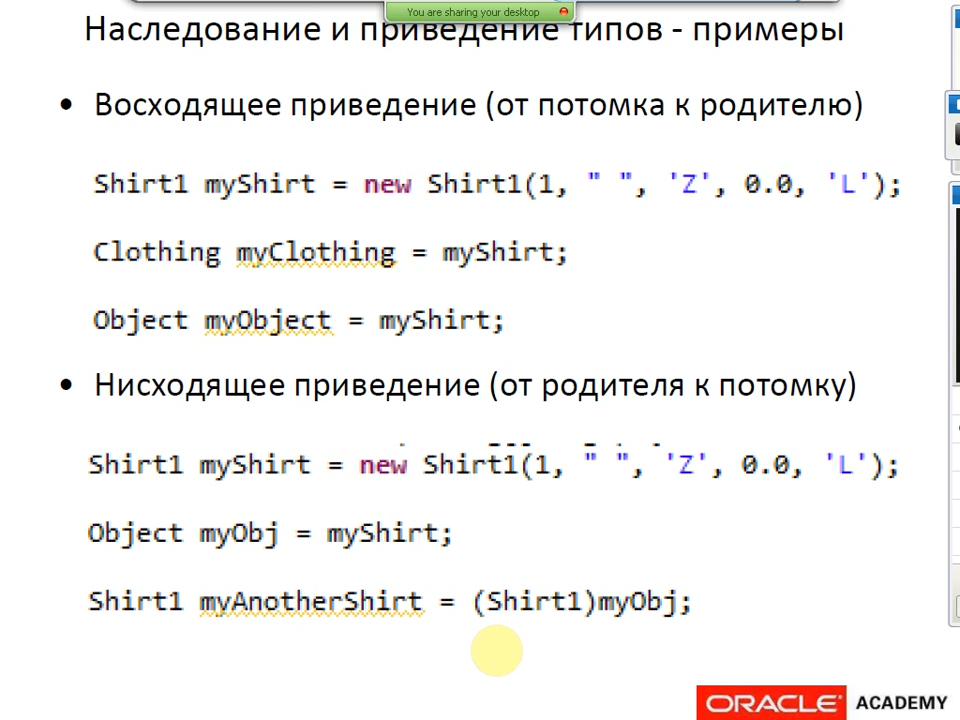 You are sharing your desktop
Наследование и приведение типов - примеры
• Восходящее приведение (от потомка к родителю)
Shirt1 myShirt = new Shirt1(1, " ", 'Z', 0.0, 'L');
Clothing myClothing = myShirt;
Object myObject = myShirt;
• Нисходящее приведение (от родителя к потомку)
Shirt1 myShirt = new Shirt1(1, " ", 'Z', 0.0, 'L');
Object myObj = myShirt;
Shirt1 myAnotherShirt = (Shirt1)myObj;
ORACLE ACADEMY